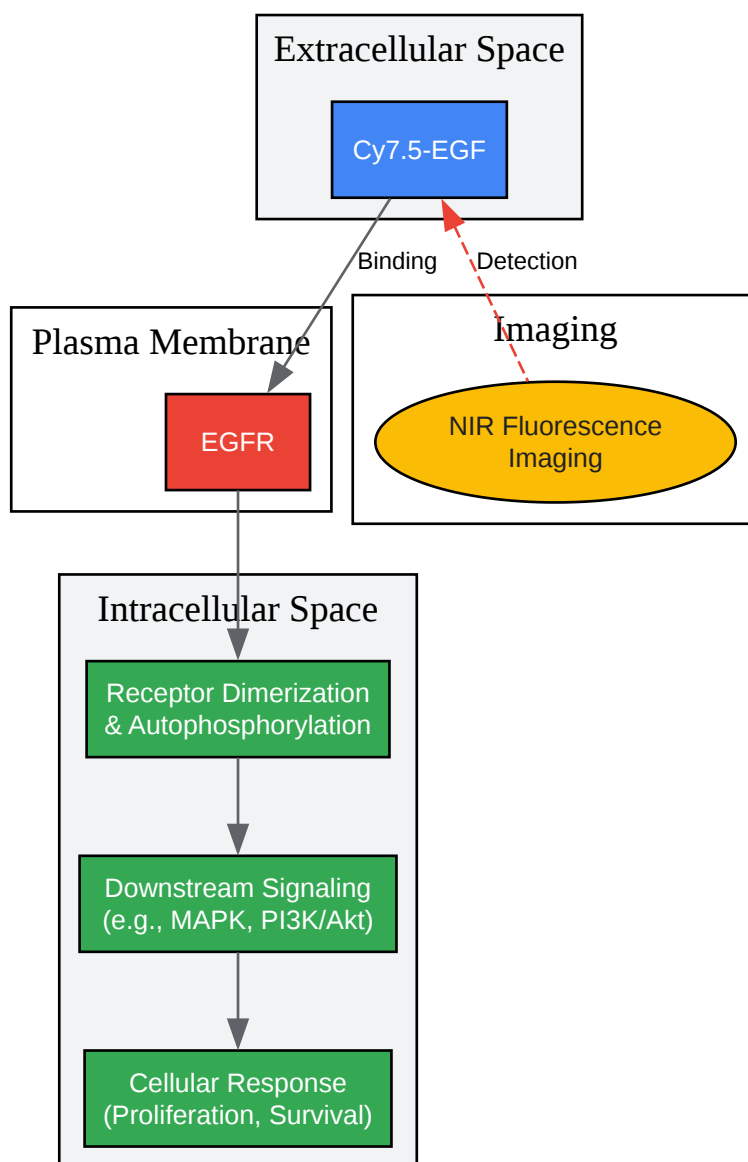 Extracellular Space
Cy7.5-EGF
Binding
Detection
Plasma Membrane
EGFR
Imaging
NIR Fluorescence
Imaging
Intracellular Space
Receptor Dimerization
& Autophosphorylation
Downstream Signaling
(e.g., MAPK, PI3K/Akt)
Cellular Response
(Proliferation, Survival)